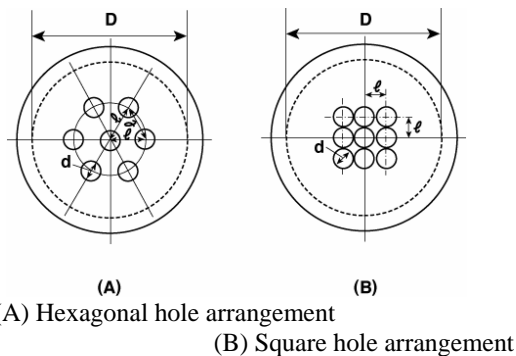 D
D
ℓ
ℓ
ℓ
ℓ
d
d
(A)
(B)
(A) Hexagonal hole arrangement
(B) Square hole arrangement